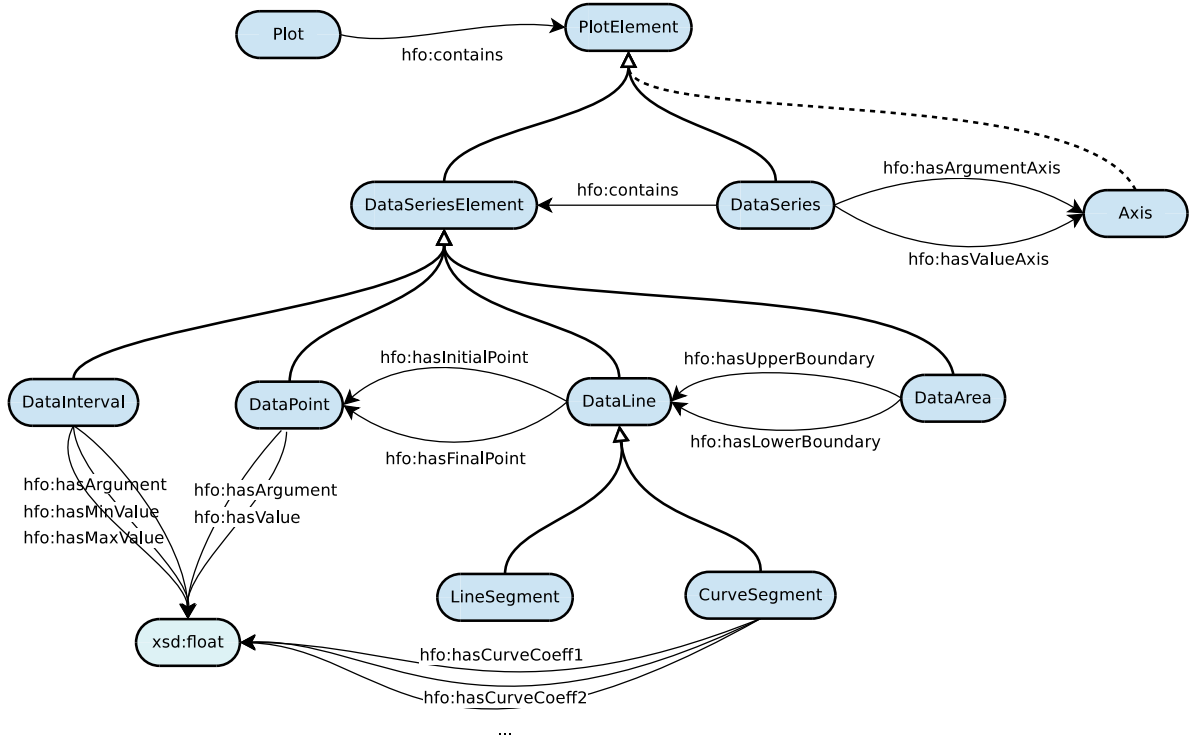 Plot
PlotElement
hfo:contains
DataSeriesElement
hfo:contains
DataSeries
hfo:hasArgumentAxis
Axis
hfo:hasValueAxis
hfo:hasInitialPoint
hfo:hasUpperBoundary
DataInterval
DataPoint
DataLine
DataArea
hfo:hasFinalPoint
hfo:hasLowerBoundary
hfo:hasArgument
hfo:hasMinValue
hfo:hasMaxValue
hfo:hasArgument
hfo:hasValue
LineSegment
CurveSegment
xsd:float
hfo:hasCurveCoeff1
hfo:hasCurveCoeff2
...